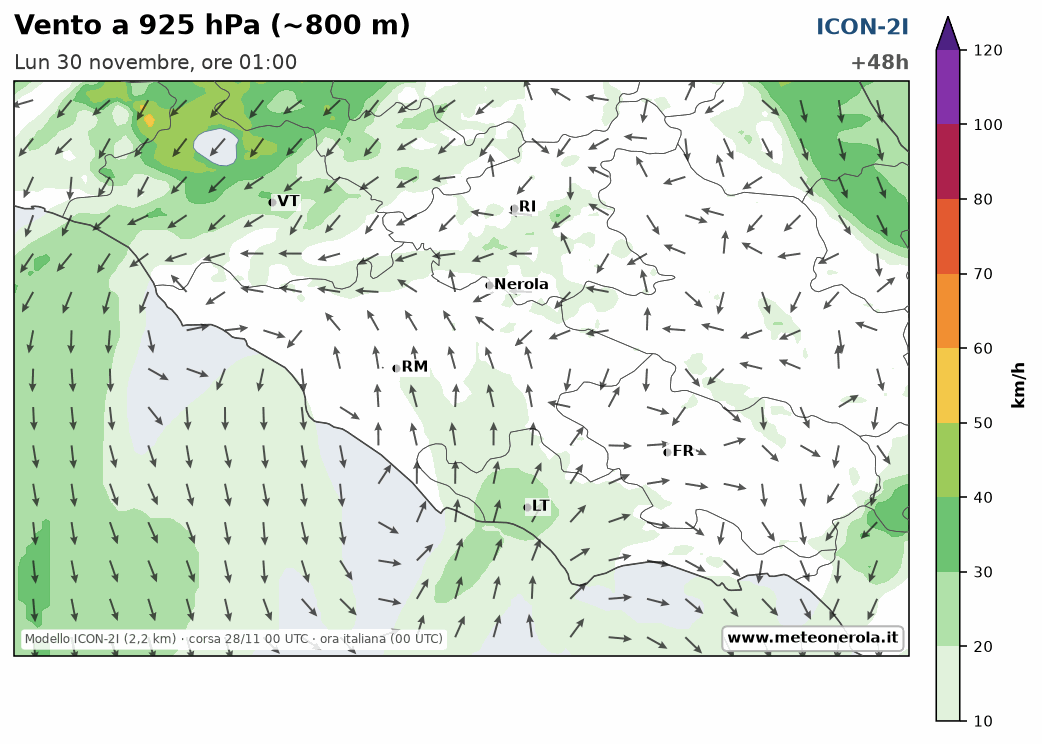 Vento a 925 hPa (~800 m)
ICON-2I
Lun 30 novembre, ore 01:00
+48h
VT
RI
Nerola
RM
FR
LT
120
100
80
70
60
50
40
30
20
10
km/h
Modello ICON-2I (2,2 km) · corsa 28/11 00 UTC · ora italiana (00 UTC)
www.meteonerola.it